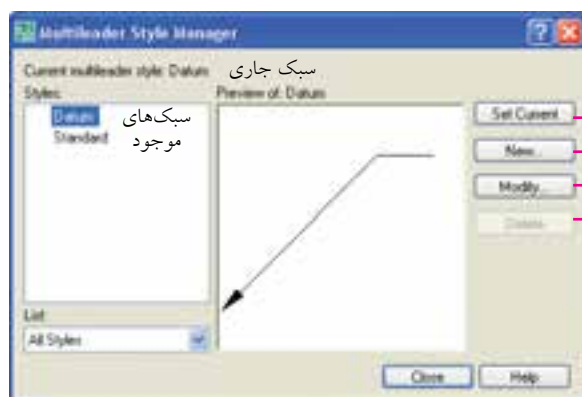 Multileader Style Manager
Current multileader style: Datum
سبک جاری
Styles:
Preview of: Datum
Datum
Standard
سبک‌های
موجود
Set Current
New...
Modify...
Delete
List:
All Styles
Close
Help